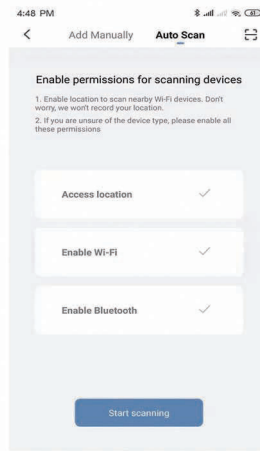 4:48 PM
Add Manually Auto Scan
Enable permissions for scanning devices
1. Enable location to scan nearby Wi-Fi devices. Don't
worry, we won't record your location.
2. If you are unsure of the device type, please enable all
these permissions
Access location
Enable Wi-Fi
Enable Bluetooth
Start scanning